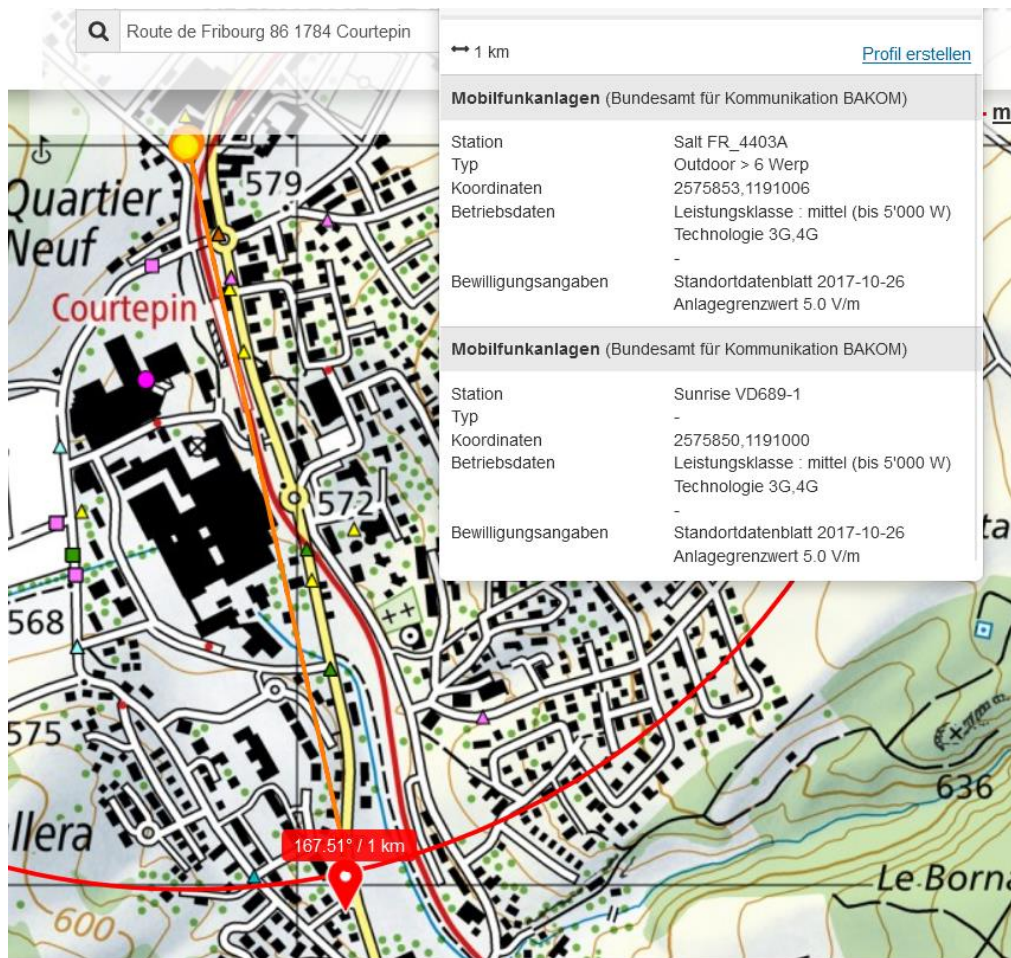 Route de Fribourg 86 1784 Courtepin
1 km
Profil erstellen
Mobilfunkanlagen (Bundesamt für Kommunikation BAKOM)
Station Salt FR_4403A
Typ Outdoor > 6 Werp
Koordinaten 2575853,1191006
Betriebsdaten Leistungsklasse : mittel (bis 5'000 W)
Technologie 3G,4G
-
Bewilligungsangaben Standortdatenblatt 2017-10-26
Anlagegrenzwert 5.0 V/m
Mobilfunkanlagen (Bundesamt für Kommunikation BAKOM)
Station Sunrise VD689-1
Typ -
Koordinaten 2575850,1191000
Betriebsdaten Leistungsklasse : mittel (bis 5'000 W)
Technologie 3G,4G
-
Bewilligungsangaben Standortdatenblatt 2017-10-26
Anlagegrenzwert 5.0 V/m
m
579
Quartier
Neuf
Courtepin
572
ta
568
575
636
167.51° / 1 km
llera
Le Borna
600